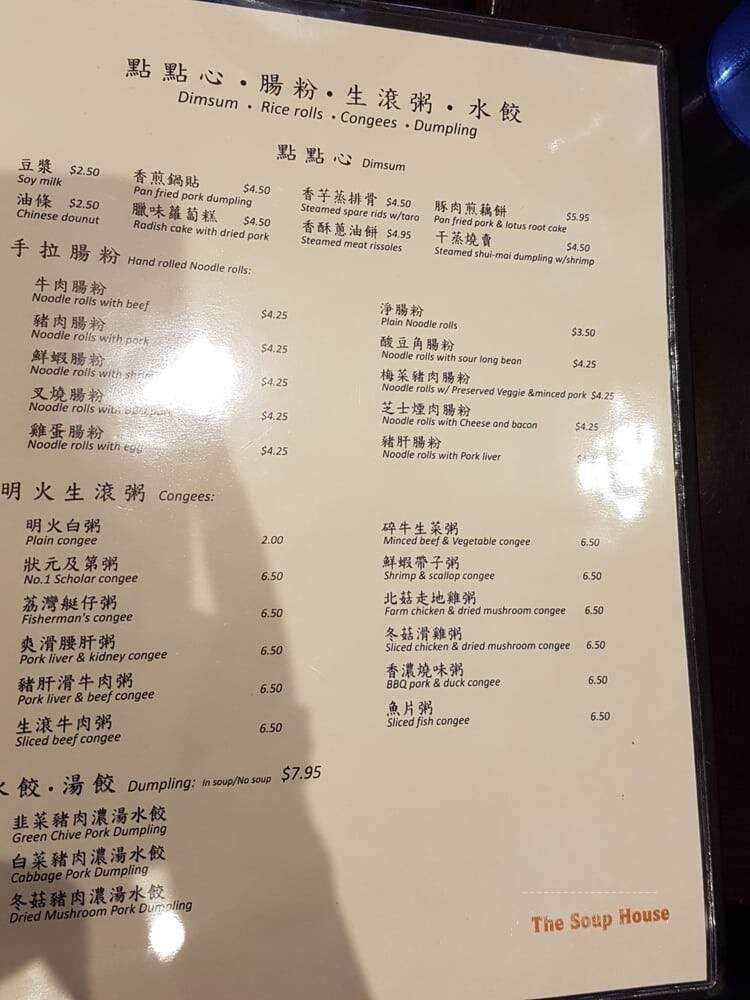 點點心 • 腸粉 • 生滾粥 • 水餃
Dimsum • Rice rolls • Congees • Dumpling
點點心 Dimsum
豆漿 $2.50
Soy milk
油條 $2.50
Chinese dounut
香煎鍋貼 $4.50
Pan fried pork dumpling
臘味蘿蔔糕 $4.50
Radish cake with dried pork
香芋蒸排骨 $4.50
Steamed spare rids w/taro
香酥蔥油餅 $4.95
Steamed meat rissoles
豚肉煎藕餅 $5.95
Pan fried pork & lotus root cake
干蒸燒賣 $4.50
Steamed shui-mai dumpling w/shrimp
手拉腸粉 Hand rolled Noodle rolls:
牛肉腸粉
Noodle rolls with beef $4.25
豬肉腸粉
Noodle rolls with pork $4.25
鮮蝦腸粉
Noodle rolls with $4.25
叉燒腸粉
Noodle rolls with $4.25
雞蛋腸粉
Noodle rolls with egg $4.25
淨腸粉
Plain Noodle rolls $3.50
酸豆角腸粉
Noodle rolls with sour long bean $4.25
梅菜豬肉腸粉
Noodle rolls w/ Preserved Veggie &minced pork $4.25
芝士煙肉腸粉
Noodle rolls with Cheese and bacon $4.25
豬肝腸粉
Noodle rolls with Pork liver
明火生滾粥 Congees:
明火白粥
Plain congee 2.00
狀元及第粥
No.1 Scholar congee 6.50
荔灣艇仔粥
Fisherman's congee 6.50
爽滑腰肝粥
Pork liver & kidney congee 6.50
豬肝滑牛肉粥
Pork liver & beef congee 6.50
生滾牛肉粥
Sliced beef congee 6.50
碎牛生菜粥
Minced beef & Vegetable congee 6.50
鮮蝦帶子粥
Shrimp & scallop congee 6.50
北菇走地雞粥
Farm chicken & dried mushroom congee 6.50
冬菇滑雞粥
Sliced chicken & dried mushroom congee 6.50
香濃燒味粥
BBQ pork & duck congee 6.50
魚片粥
Sliced fish congee 6.50
水餃 • 湯餃 Dumpling: in soup/No soup $7.95
韭菜豬肉濃湯水餃
Green Chive Pork Dumpling
白菜豬肉濃湯水餃
Cabbage Pork Dumpling
冬菇豬肉濃湯水餃
Dried Mushroom Pork Dumpling
The Soup House